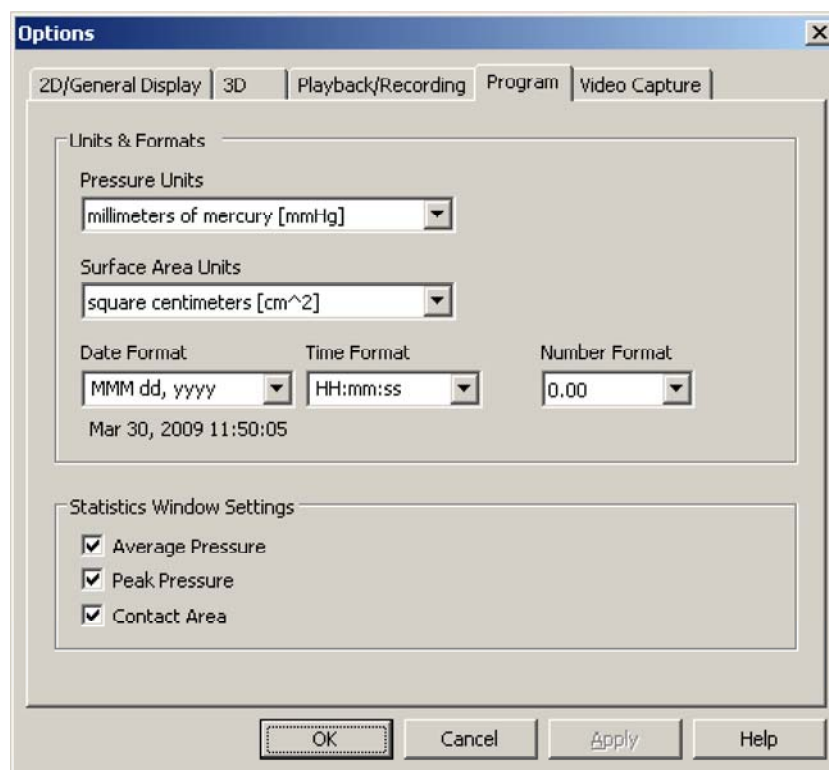 Options
2D/General Display 3D Playback/Recording Program Video Capture
Units & Formats
Pressure Units
millimeters of mercury [mmHg]
Surface Area Units
square centimeters [cm^2]
Date Format Time Format Number Format
MMM dd, yyyy HH:mm:ss 0.00
Mar 30, 2009 11:50:05
Statistics Window Settings
Average Pressure
Peak Pressure
Contact Area
OK Cancel Apply Help